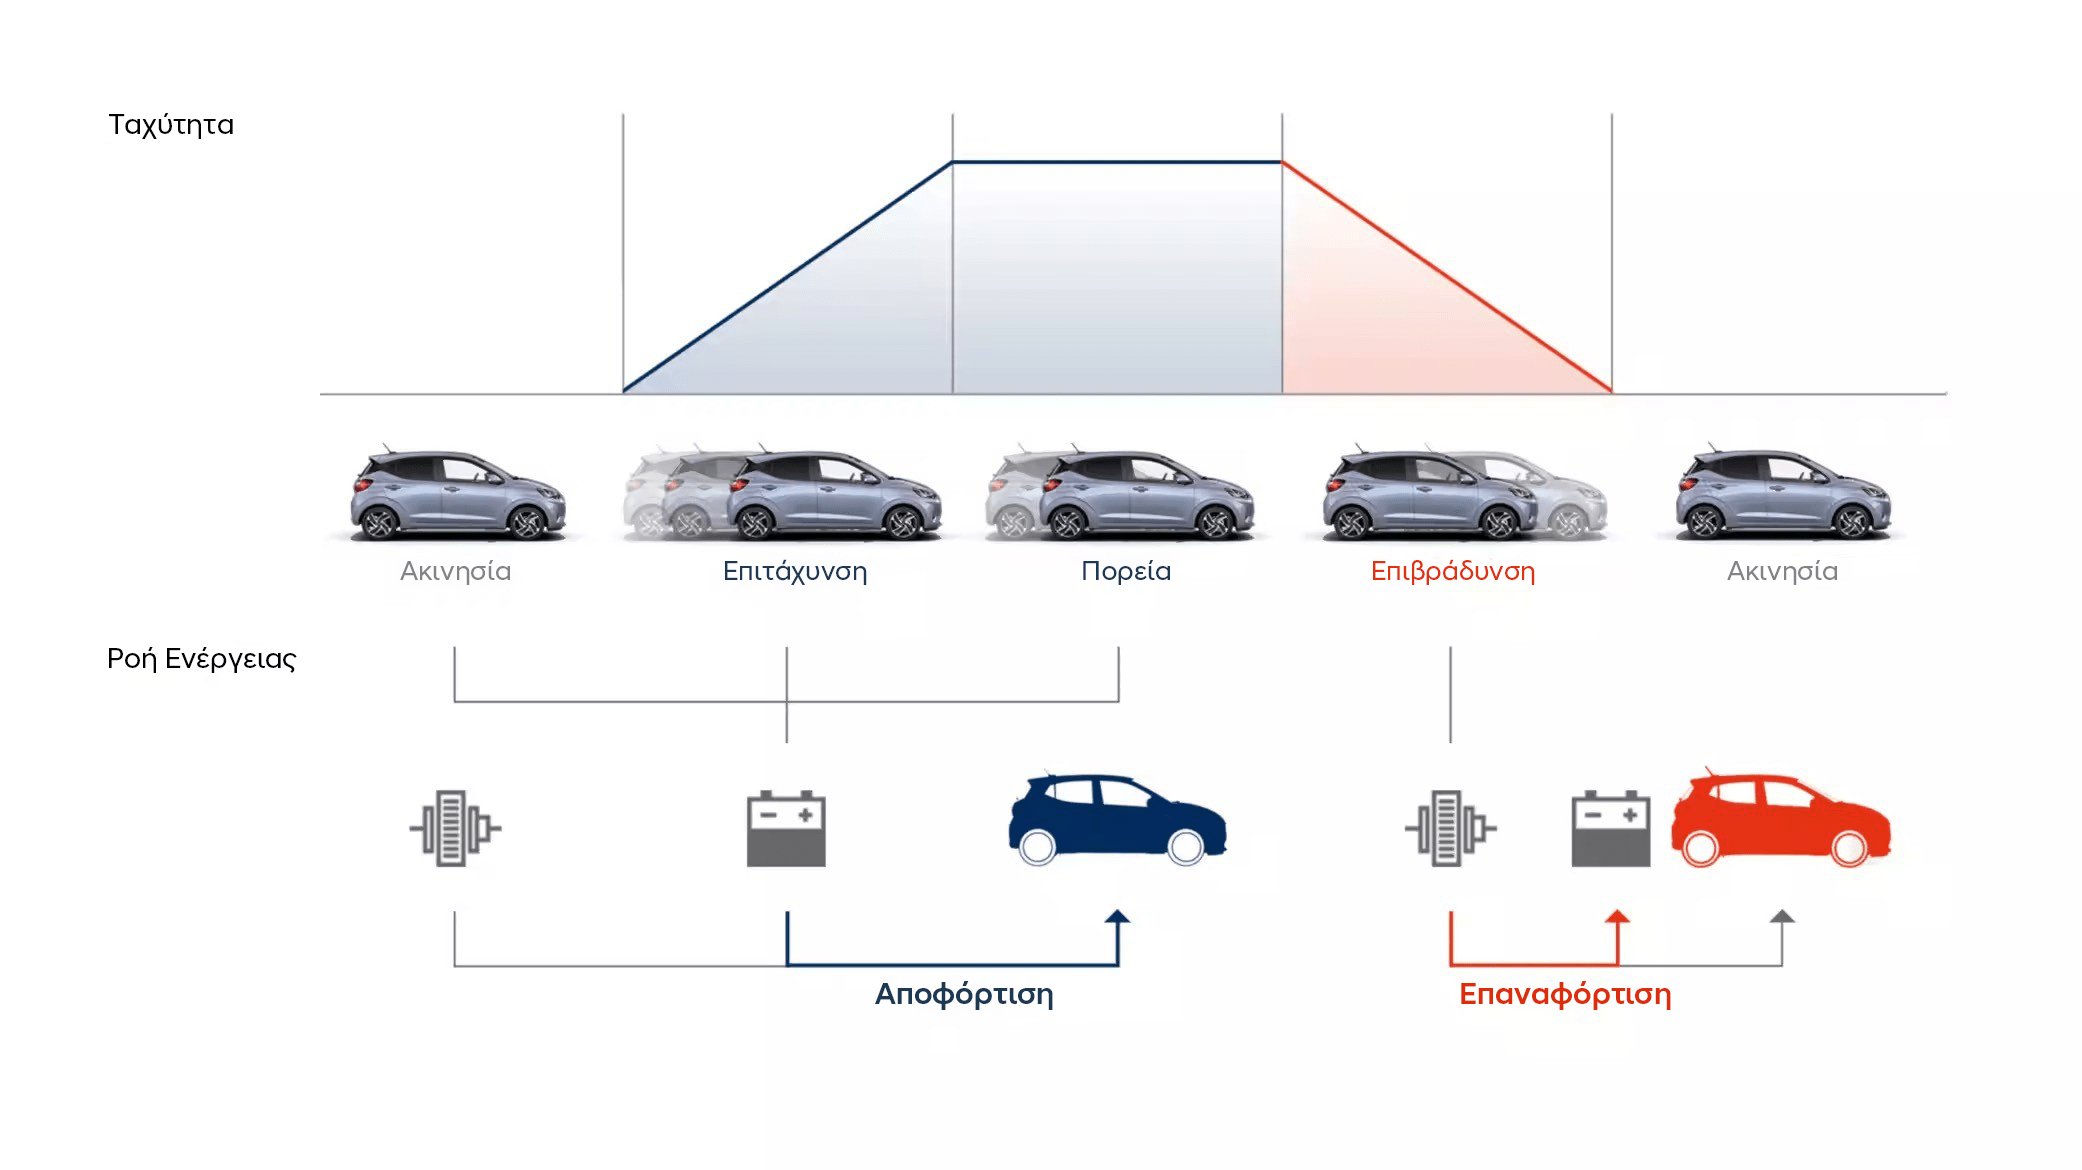 Ταχύτητα
Ακινησία
Επιτάχυνση
Πορεία
Επιβράδυνση
Ακινησία
Ροή Ενέργειας
Αποφόρτιση
Επαναφόρτιση